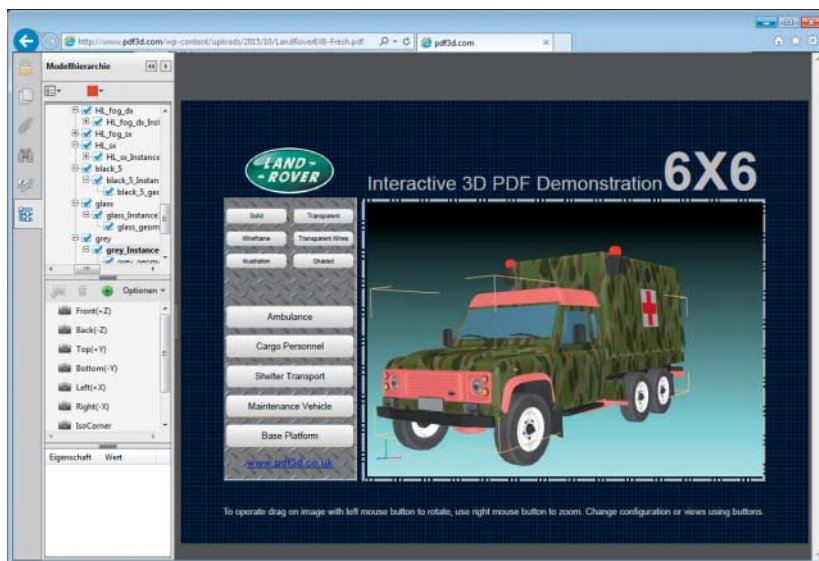 http://www.pdf3d.com/wp-content/uploads/2015/10/LandRover6X6-Fresh.pdf
pdf3d.com
Modellhierarchie
HL_fog_dx
HL_fog_dx_Inst
HL_fog_sx
HL_sx
HL_sx_Instance
black_5
black_5_Instan
black_5_geo
glass
glass_Instance
glass_geom
grey
grey_Instance
Optionen
Front(+Z)
Back(-Z)
Top(+Y)
Bottom(-Y)
Left(+X)
Right(-X)
IsoCorner
Eigenschaft Wert
LAND-
-ROVER
Interactive 3D PDF Demonstration 6X6
Solid Transparent
Wireframe Transparent Wires
Illustration Shaded
Ambulance
Cargo Personnel
Shelter Transport
Maintenance Vehicle
Base Platform
www.pdf3d.co.uk
To operate drag on image with left mouse button to rotate, use right mouse button to zoom. Change configuration or views using buttons.